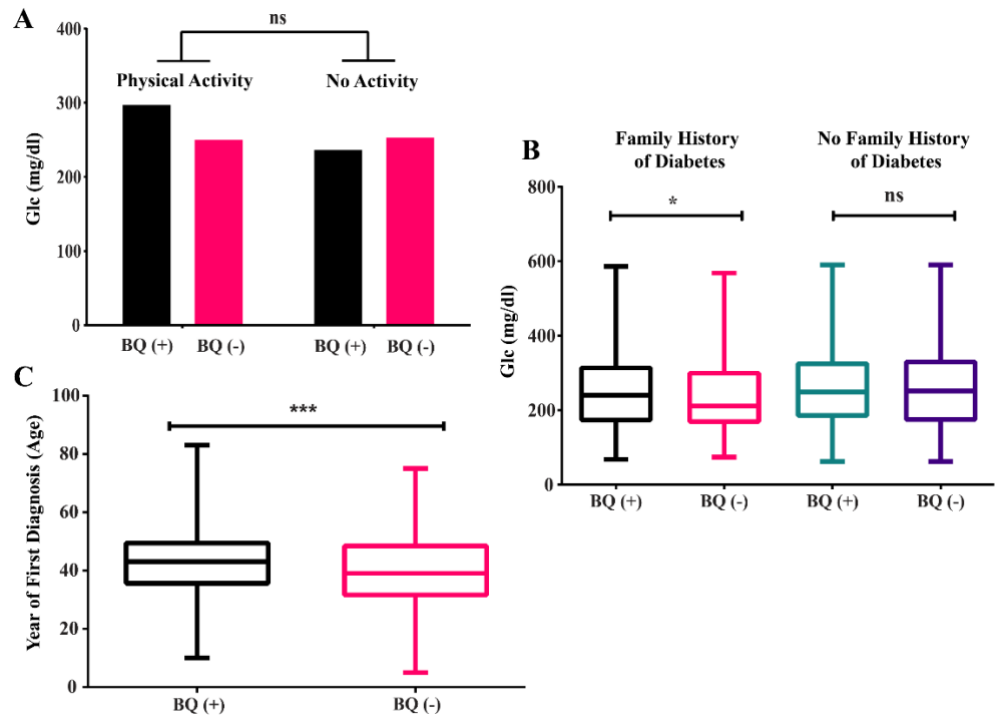 A
ns
400
Physical Activity
No Activity
300
200
100
0
Glc (mg/dl)
BQ (+)
BQ (-)
BQ (+)
BQ (-)
B
Family History
of Diabetes
No Family History
of Diabetes
800
*
ns
600
400
200
0
Glc (mg/dl)
BQ (+)
BQ (-)
BQ (+)
BQ (-)
C
100
***
80
60
40
20
0
Year of First Diagnosis (Age)
BQ (+)
BQ (-)